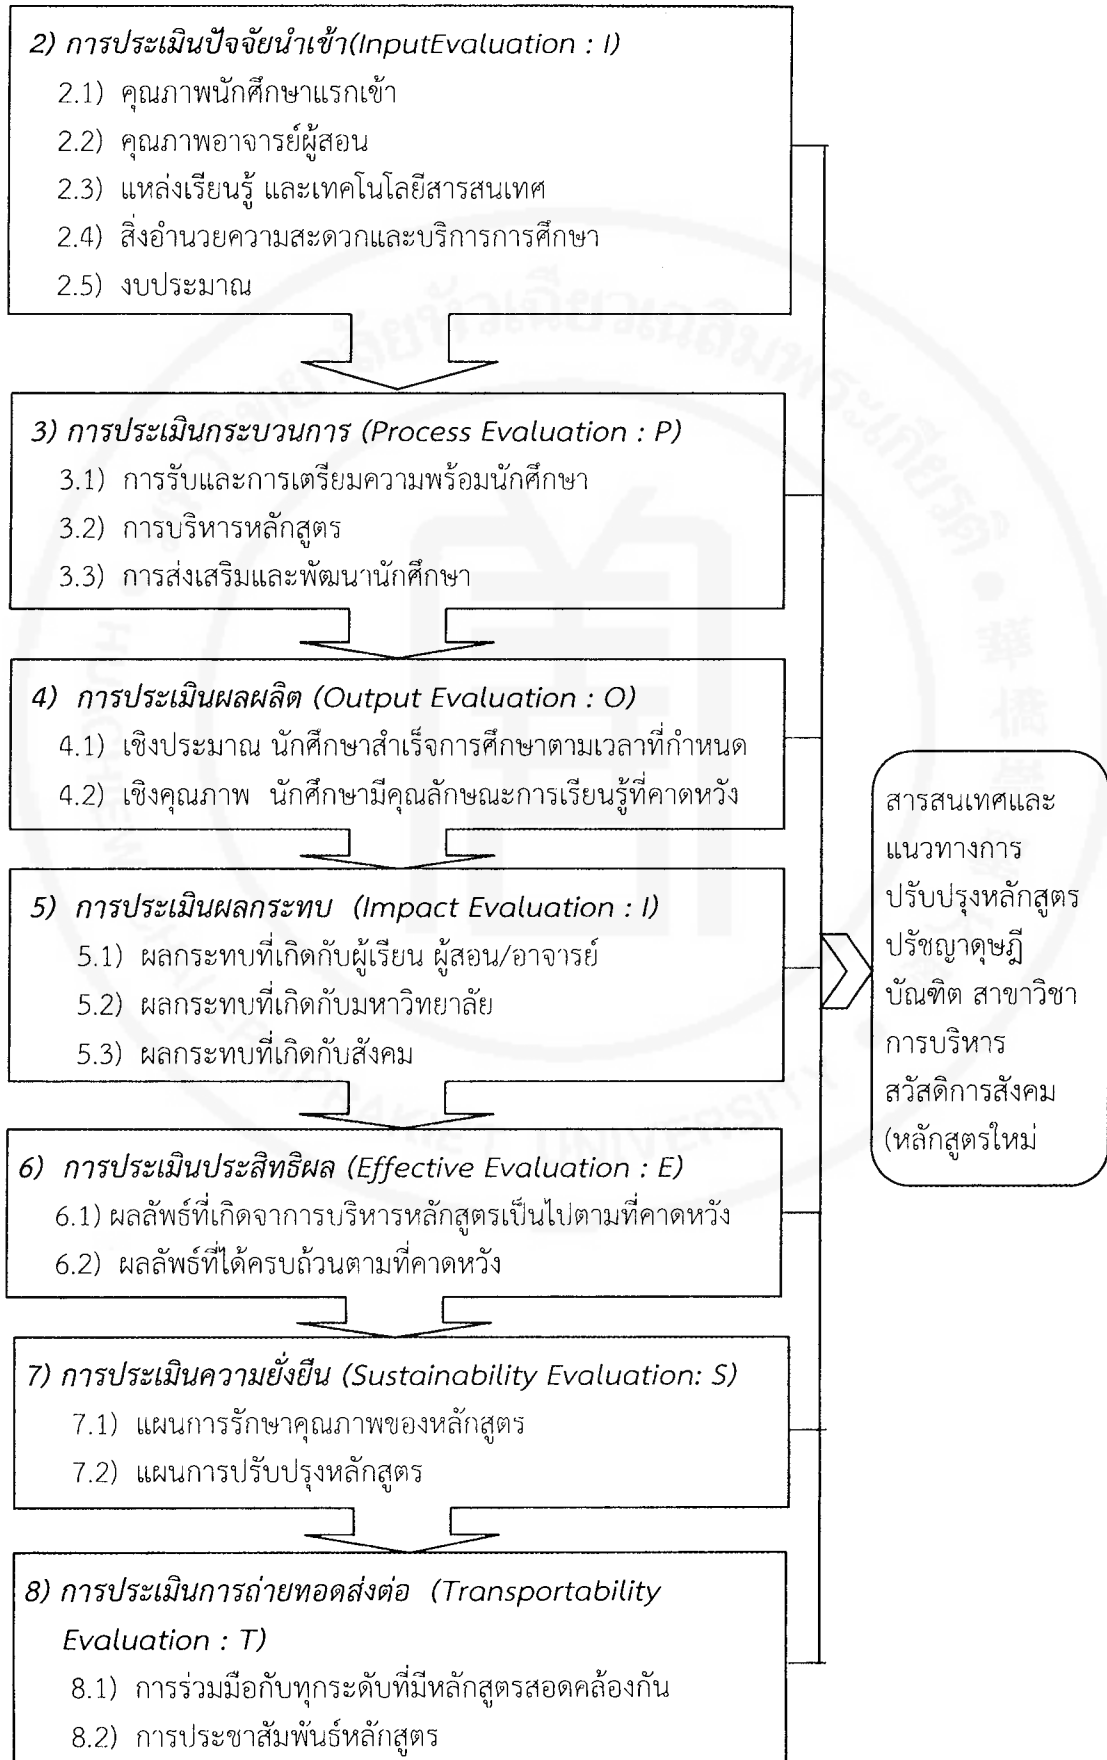 2) การประเมินปัจจัยนำเข้า(InputEvaluation : I)
2.1) คุณภาพนักศึกษาแรกเข้า
2.2) คุณภาพอาจารย์ผู้สอน
2.3) แหล่งเรียนรู้ และเทคโนโลยีสารสนเทศ
2.4) สิ่งอำนวยความสะดวกและบริการการศึกษา
2.5) งบประมาณ
3) การประเมินกระบวนการ (Process Evaluation : P)
3.1) การรับและการเตรียมความพร้อมนักศึกษา
3.2) การบริหารหลักสูตร
3.3) การส่งเสริมและพัฒนานักศึกษา
4) การประเมินผลผลิต (Output Evaluation : O)
4.1) เชิงประมาณ นักศึกษาสำเร็จการศึกษาตามเวลาที่กำหนด
4.2) เชิงคุณภาพ นักศึกษามีคุณลักษณะการเรียนรู้ที่คาดหวัง
5) การประเมินผลกระทบ (Impact Evaluation : I)
5.1) ผลกระทบที่เกิดกับผู้เรียน ผู้สอน/อาจารย์
5.2) ผลกระทบที่เกิดกับมหาวิทยาลัย
5.3) ผลกระทบที่เกิดกับสังคม
6) การประเมินประสิทธิผล (Effective Evaluation : E)
6.1) ผลลัพธ์ที่เกิดจาการบริหารหลักสูตรเป็นไปตามที่คาดหวัง
6.2) ผลลัพธ์ที่ได้ครบถ้วนตามที่คาดหวัง
7) การประเมินความยั่งยืน (Sustainability Evaluation: S)
7.1) แผนการรักษาคุณภาพของหลักสูตร
7.2) แผนการปรับปรุงหลักสูตร
8) การประเมินการถ่ายทอดส่งต่อ (Transportability
Evaluation : T)
8.1) การร่วมมือกับทุกระดับที่มีหลักสูตรสอดคล้องกัน
8.2) การประชาสัมพันธ์หลักสูตร
สารสนเทศและ
แนวทางการ
ปรับปรุงหลักสูตร
ปรัชญาดุษฎี
บัณฑิต สาขาวิชา
การบริหาร
สวัสดิการสังคม
(หลักสูตรใหม่